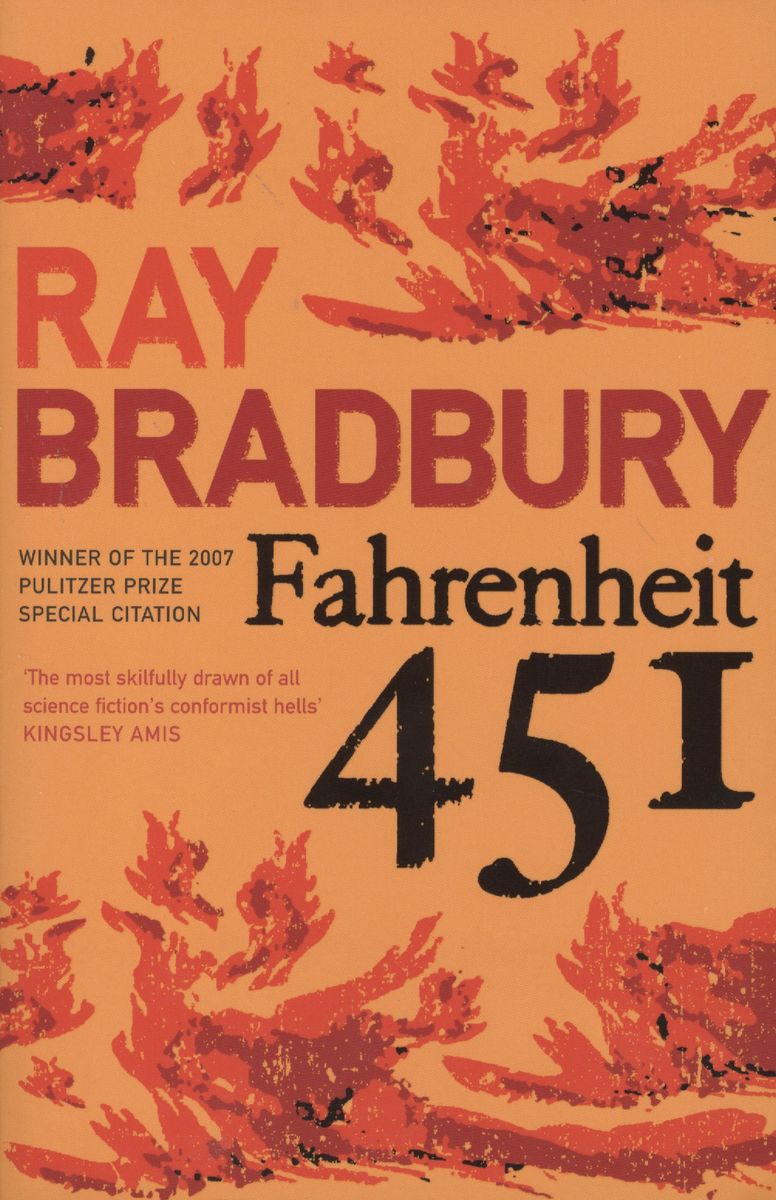 RAY
BRADBURY
WINNER OF THE 2007
PULITZER PRIZE
SPECIAL CITATION
Fahrenheit
451
‘The most skilfully drawn of all
science fiction’s conformist hells’
KINGSLEY AMIS